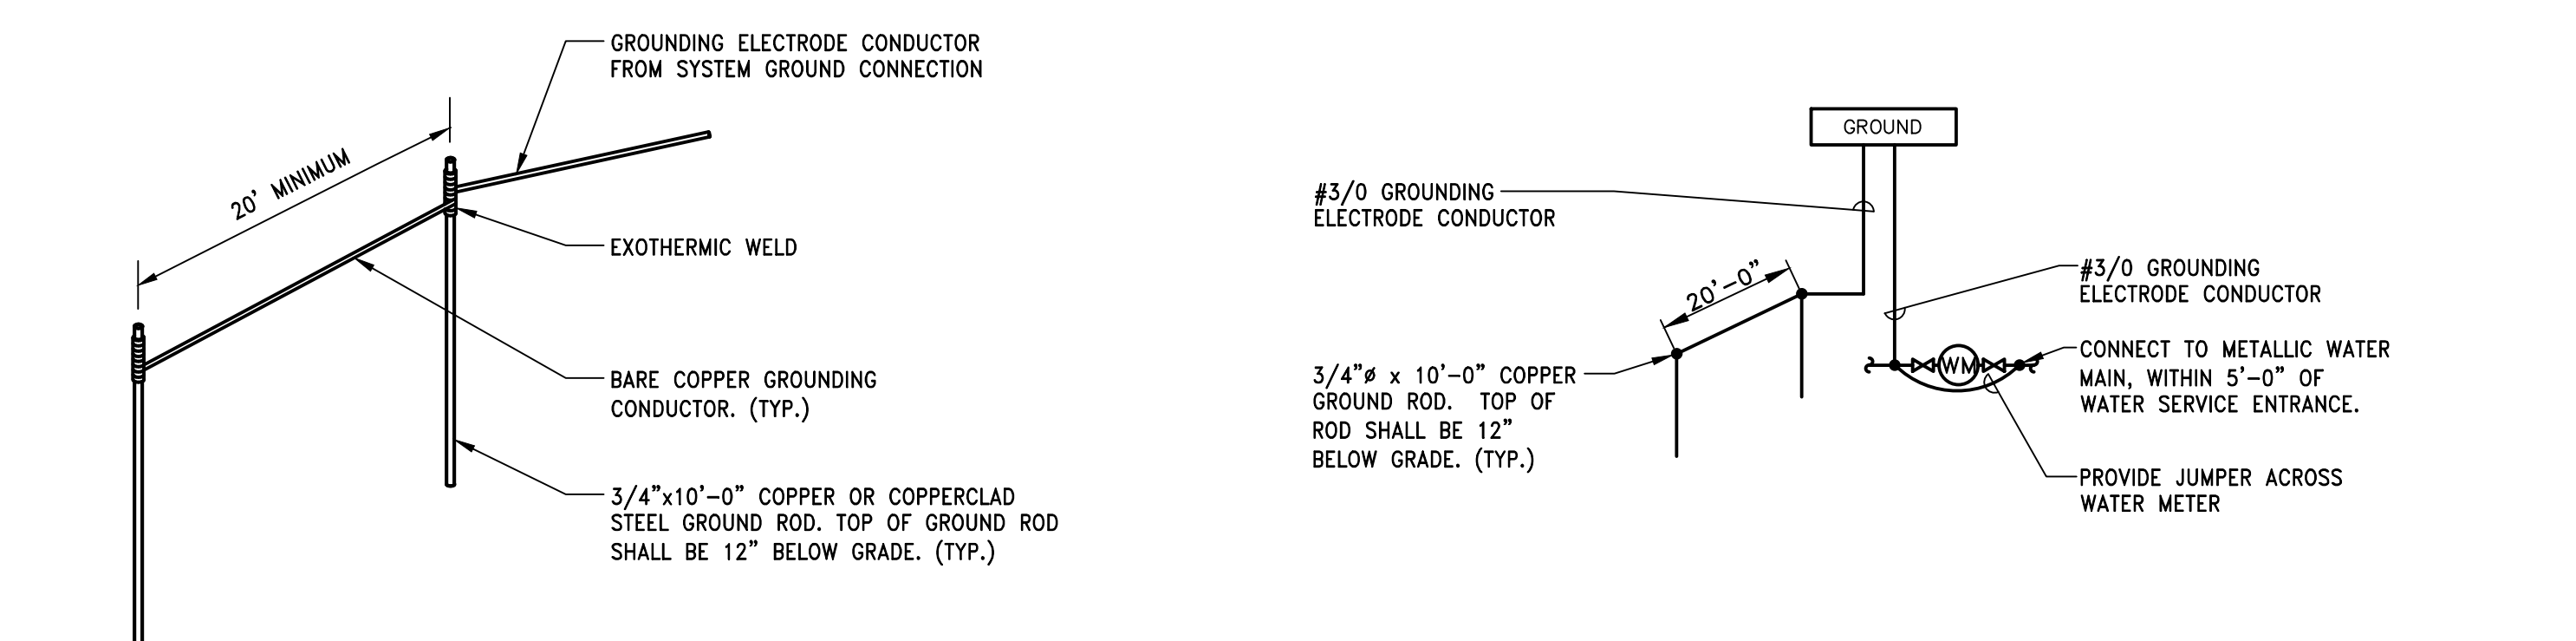 GROUNDING ELECTRODE CONDUCTOR
FROM SYSTEM GROUND CONNECTION
20' MINIMUM
EXOTHERMIC WELD
BARE COPPER GROUNDING
CONDUCTOR. (TYP.)
3/4"x10'-0" COPPER OR COPPERCLAD
STEEL GROUND ROD. TOP OF GROUND ROD
SHALL BE 12" BELOW GRADE. (TYP.)
GROUND
#3/0 GROUNDING
ELECTRODE CONDUCTOR
20'-0"
3/4"ø x 10'-0" COPPER
GROUND ROD. TOP OF
ROD SHALL BE 12"
BELOW GRADE. (TYP.)
#3/0 GROUNDING
ELECTRODE CONDUCTOR
WM
CONNECT TO METALLIC WATER
MAIN, WITHIN 5'-0" OF
WATER SERVICE ENTRANCE.
PROVIDE JUMPER ACROSS
WATER METER